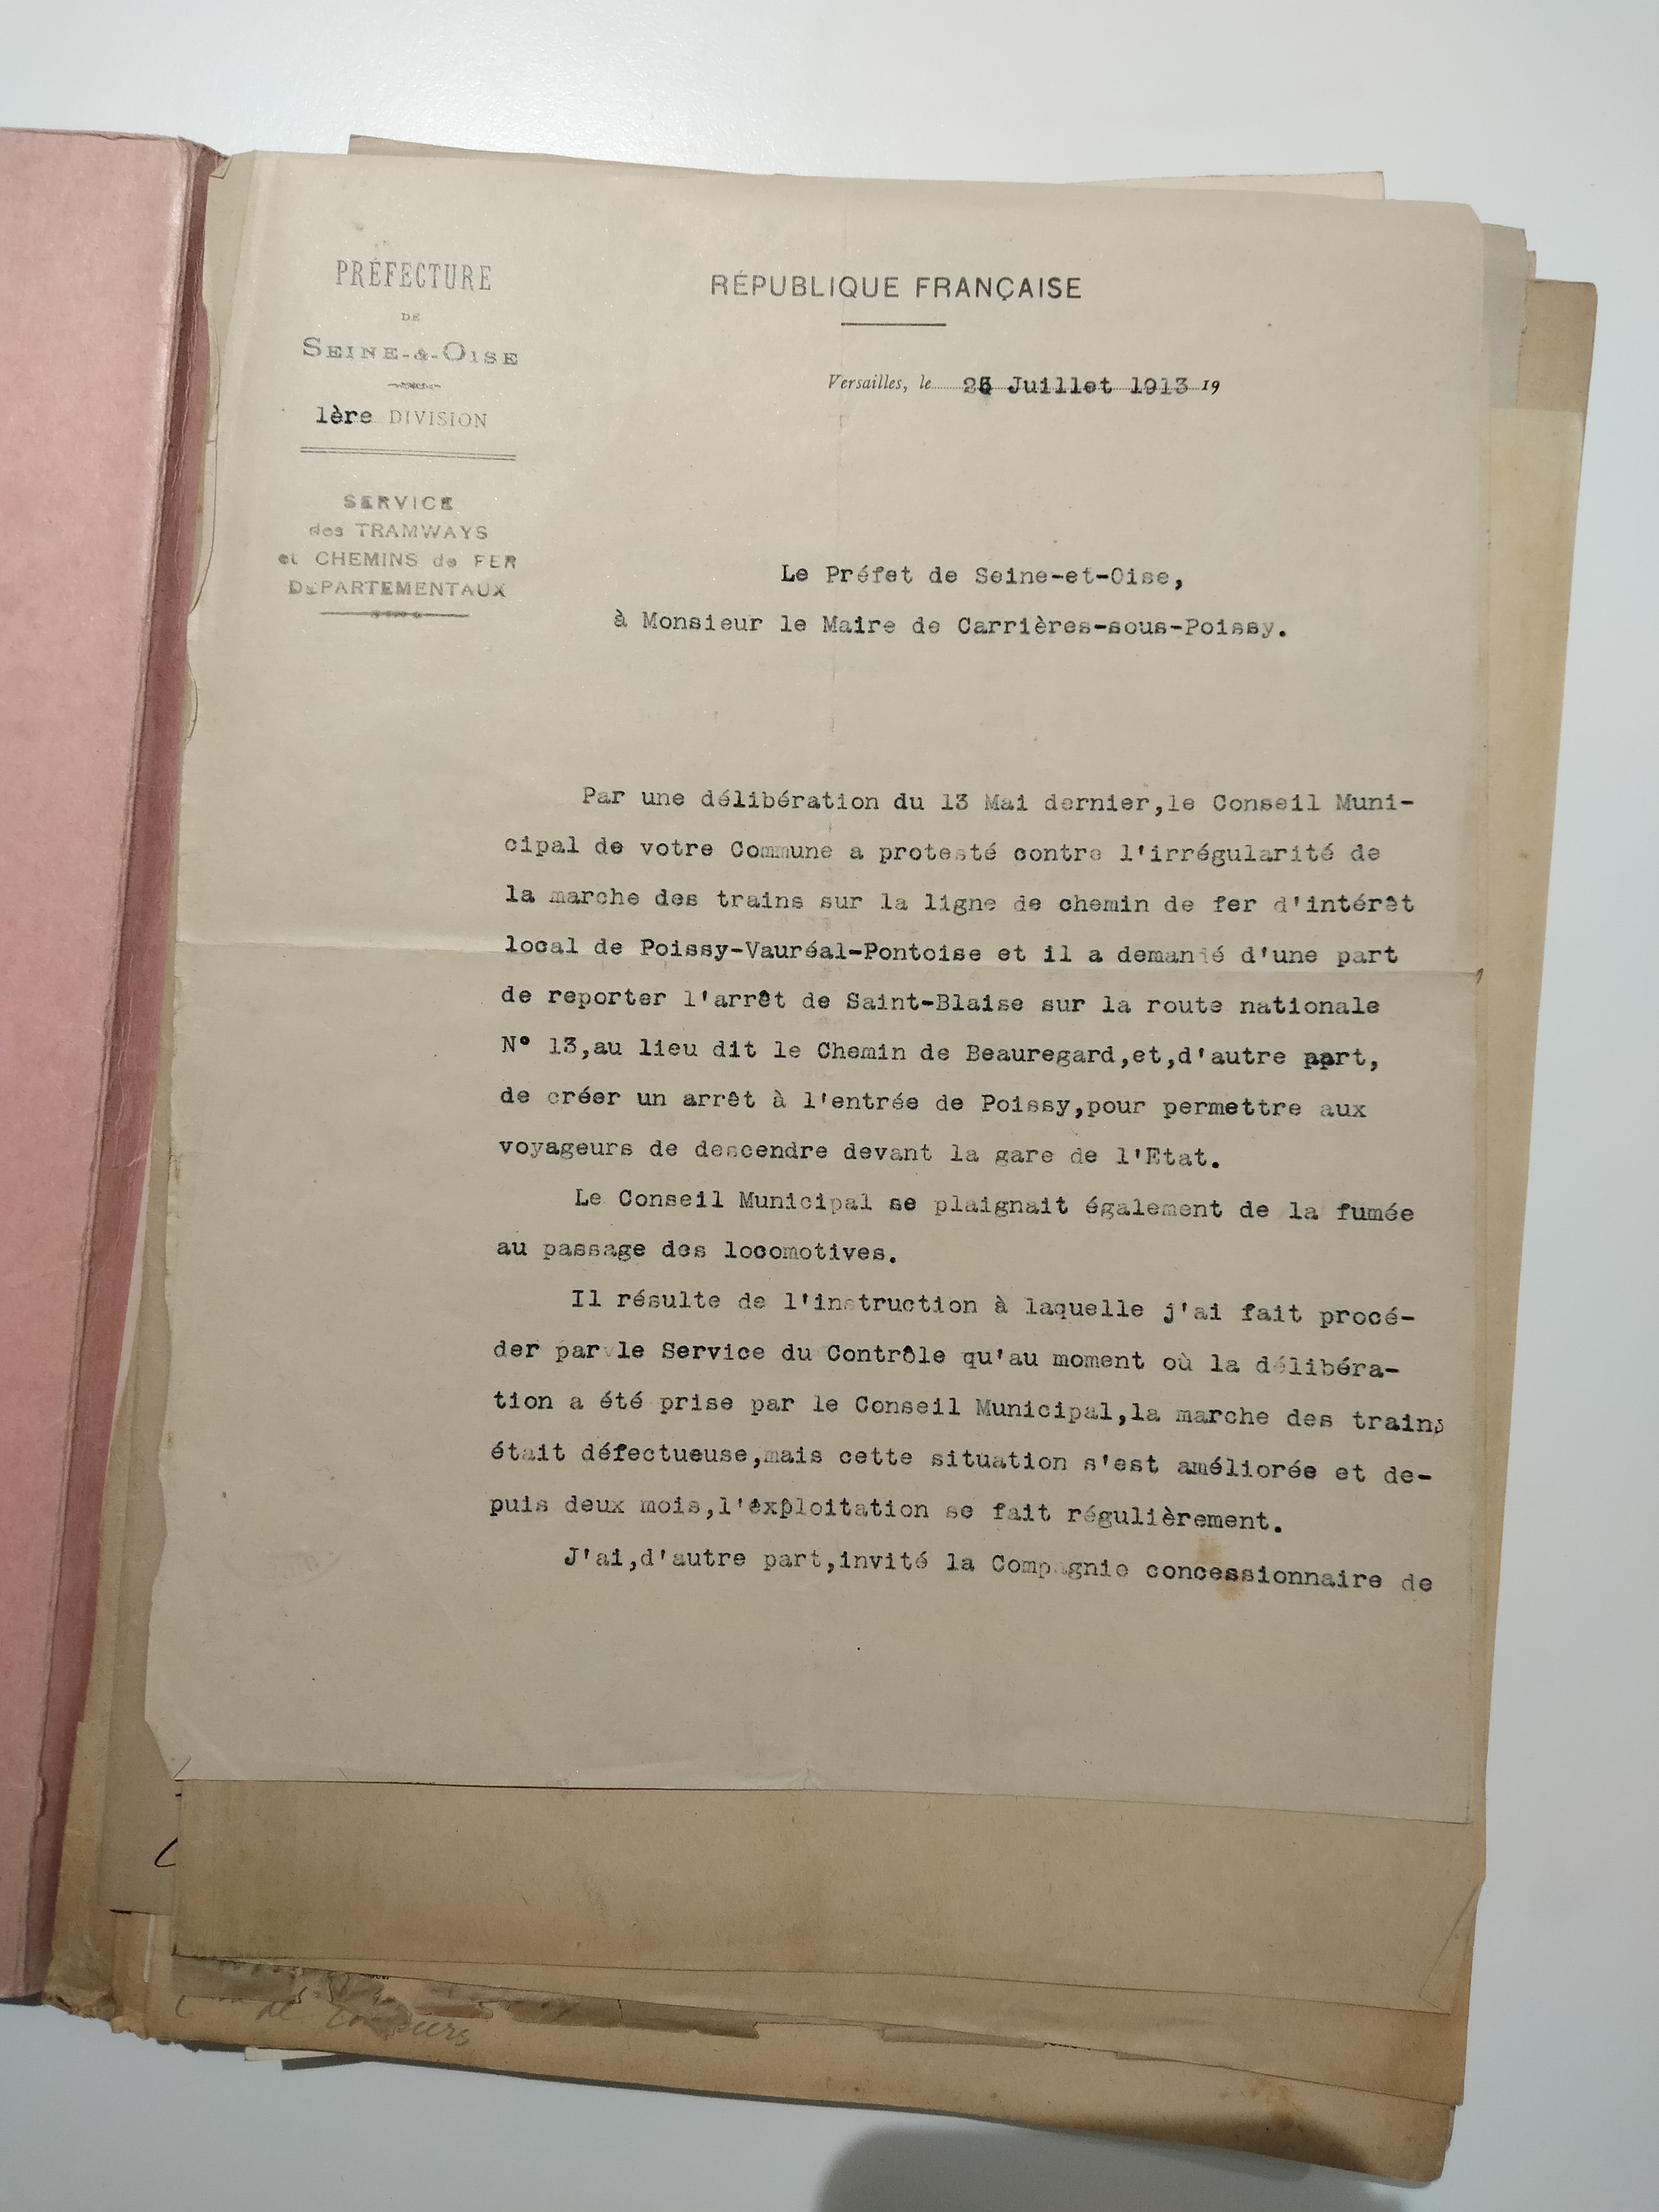 PRÉFECTURE
DE
SEINE-&-OISE
1ère DIVISION
SERVICE
des TRAMWAYS
et CHEMINS de FER
DEPARTEMENTAUX
RÉPUBLIQUE FRANÇAISE
Versailles, le Juillet 1913 19
Le Préfet de Seine-et-Oise,
à Monsieur le Maire de Carrières-sous-Poissy.
Par une délibération du 13 Mai dernier,le Conseil Muni-
cipal de votre Commune a protesté contre l'irrégularité de
la marche des trains sur la ligne de chemin de fer d'intérêt
local de Poissy-Vauréal-Pontoise et il a demandé d'une part
de reporter l'arrêt de Saint-Blaise sur la route nationale
N° 13,au lieu dit le Chemin de Beauregard,et,d'autre part,
de créer un arrêt à l'entrée de Poissy,pour permettre aux
voyageurs de descendre devant la gare de l'Etat.
Le Conseil Municipal se plaignait également de la fumée
au passage des locomotives.
Il résulte de l'instruction à laquelle j'ai fait procé-
der par le Service du Contrôle qu'au moment où la délibéra-
tion a été prise par le Conseil Municipal,la marche des trains
était défectueuse,mais cette situation s'est améliorée et de-
puis deux mois,l'exploitation se fait régulièrement.
J'ai,d'autre part,invité la Compagnie concessionnaire de